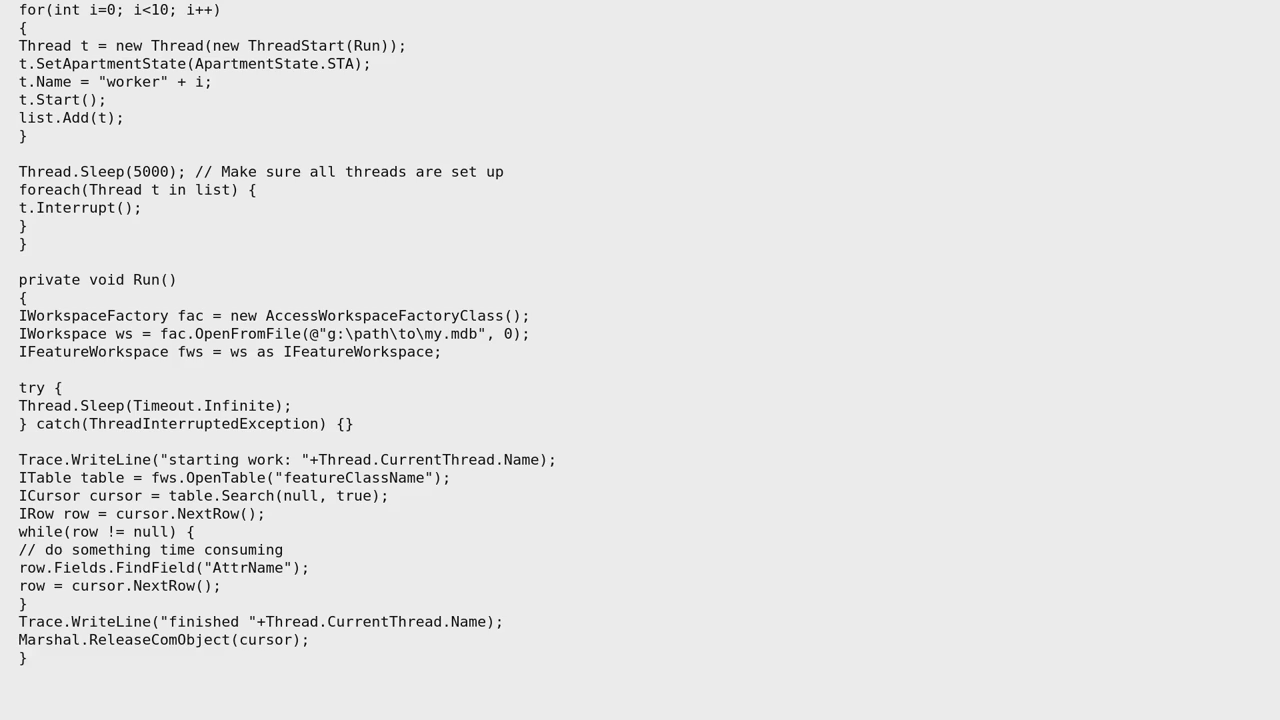 for(int i=0; i<10; i++)
{
Thread t = new Thread(new ThreadStart(Run));
t.SetApartmentState(ApartmentState.STA);
t.Name = "worker" + i;
t.Start();
list.Add(t);
}

Thread.Sleep(5000); // Make sure all threads are set up
foreach(Thread t in list) {
t.Interrupt();
}
}

private void Run()
{
IWorkspaceFactory fac = new AccessWorkspaceFactoryClass();
IWorkspace ws = fac.OpenFromFile(@"g:\path\to\my.mdb", 0);
IFeatureWorkspace fws = ws as IFeatureWorkspace;

try {
Thread.Sleep(Timeout.Infinite);
} catch(ThreadInterruptedException) {}

Trace.WriteLine("starting work: "+Thread.CurrentThread.Name);
ITable table = fws.OpenTable("featureClassName");
ICursor cursor = table.Search(null, true);
IRow row = cursor.NextRow();
while(row != null) {
// do something time consuming
row.Fields.FindField("AttrName");
row = cursor.NextRow();
}
Trace.WriteLine("finished "+Thread.CurrentThread.Name);
Marshal.ReleaseComObject(cursor);
}